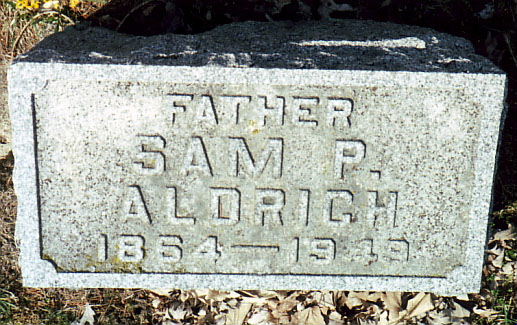 FATHER
SAM P.
ALDRICH
1864—1949